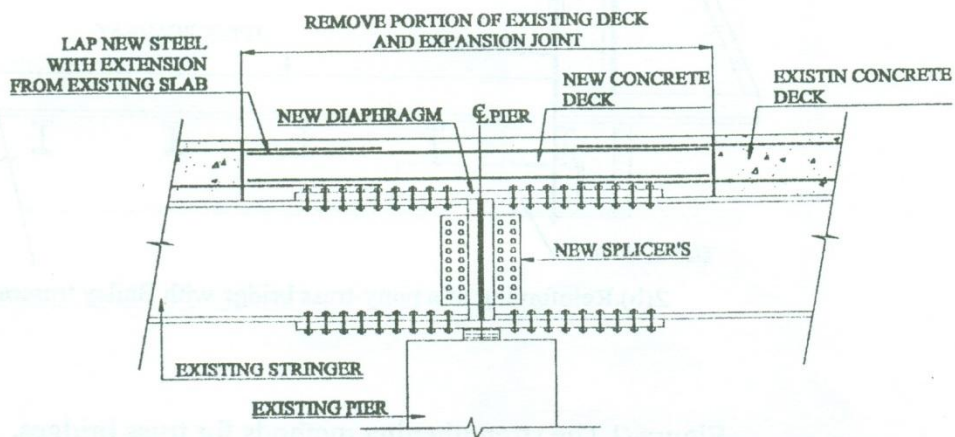 REMOVE PORTION OF EXISTING DECK
AND EXPANSION JOINT
LAP NEW STEEL
WITH EXTENSION
FROM EXISTING SLAB
NEW CONCRETE
DECK
EXISTIN CONCRETE
DECK
NEW DIAPHRAGM
℄ PIER
NEW SPLICER'S
EXISTING STRINGER
EXISTING PIER